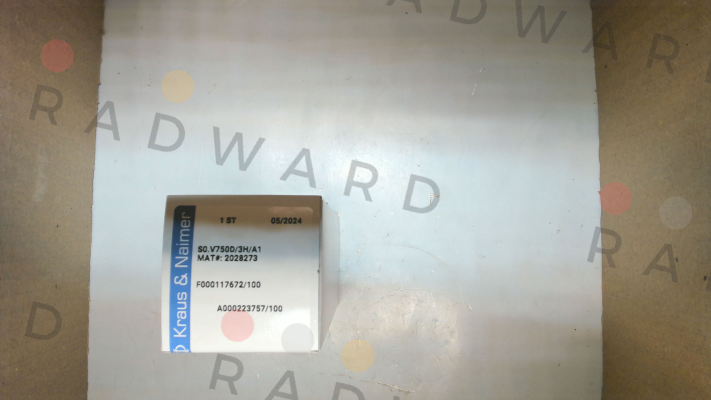 RADWARD
RADWARD
RA
D
RADWARD
Kraus & Naimer
1 ST 05/2024
S0.V750D/3H/A1
MAT#: 2028273
F000117672/100
A000223757/100